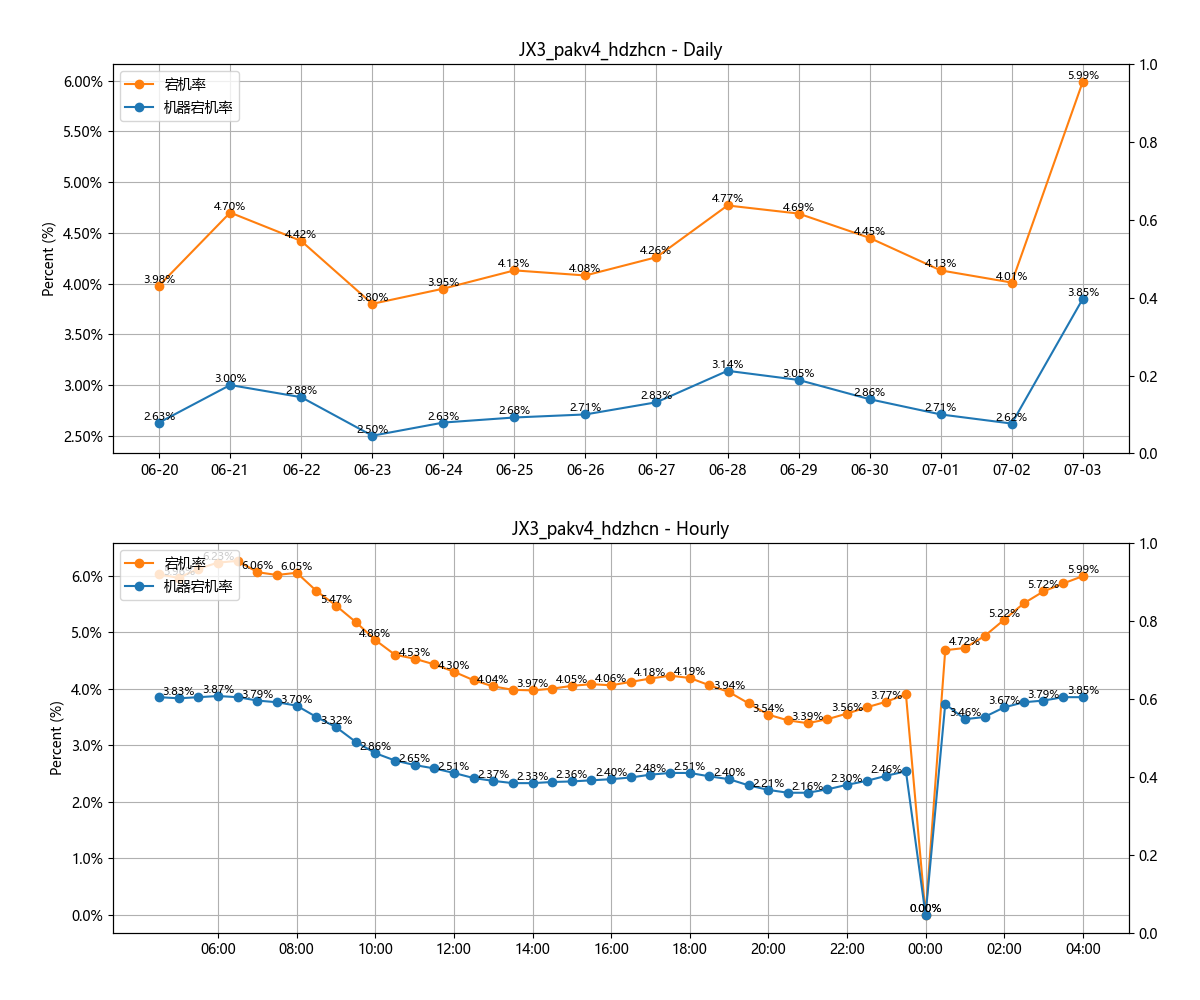 JX3_pakv4_hdzhcn - Daily
宕机率
机器宕机率
Percent (%)
6.00%
5.50%
5.00%
4.50%
4.00%
3.50%
3.00%
2.50%
1.0
0.8
0.6
0.4
0.2
0.0
3.98% 4.70% 4.42% 3.80% 3.95% 4.13% 4.08% 4.26% 4.77% 4.69% 4.45% 4.13% 4.01% 5.99%
2.63% 3.00% 2.88% 2.50% 2.63% 2.68% 2.71% 2.83% 3.14% 3.05% 2.86% 2.71% 2.62% 3.85%
06-20 06-21 06-22 06-23 06-24 06-25 06-26 06-27 06-28 06-29 06-30 07-01 07-02 07-03
JX3_pakv4_hdzhcn - Hourly
宕机率
机器宕机率
Percent (%)
6.0%
5.0%
4.0%
3.0%
2.0%
1.0%
0.0%
1.0
0.8
0.6
0.4
0.2
0.0
6.23% 6.06% 6.05% 5.47% 4.86% 4.53% 4.30% 4.04% 3.97% 4.05% 4.06% 4.18% 4.19% 3.94% 3.54% 3.39% 3.56% 3.77% 0.00% 4.72% 5.22% 5.72% 5.99%
3.83% 3.87% 3.79% 3.70% 3.32% 2.86% 2.65% 2.51% 2.37% 2.33% 2.36% 2.40% 2.48% 2.51% 2.40% 2.21% 2.16% 2.30% 2.46% 0.00% 3.46% 3.67% 3.79% 3.85%
06:00 08:00 10:00 12:00 14:00 16:00 18:00 20:00 22:00 00:00 02:00 04:00